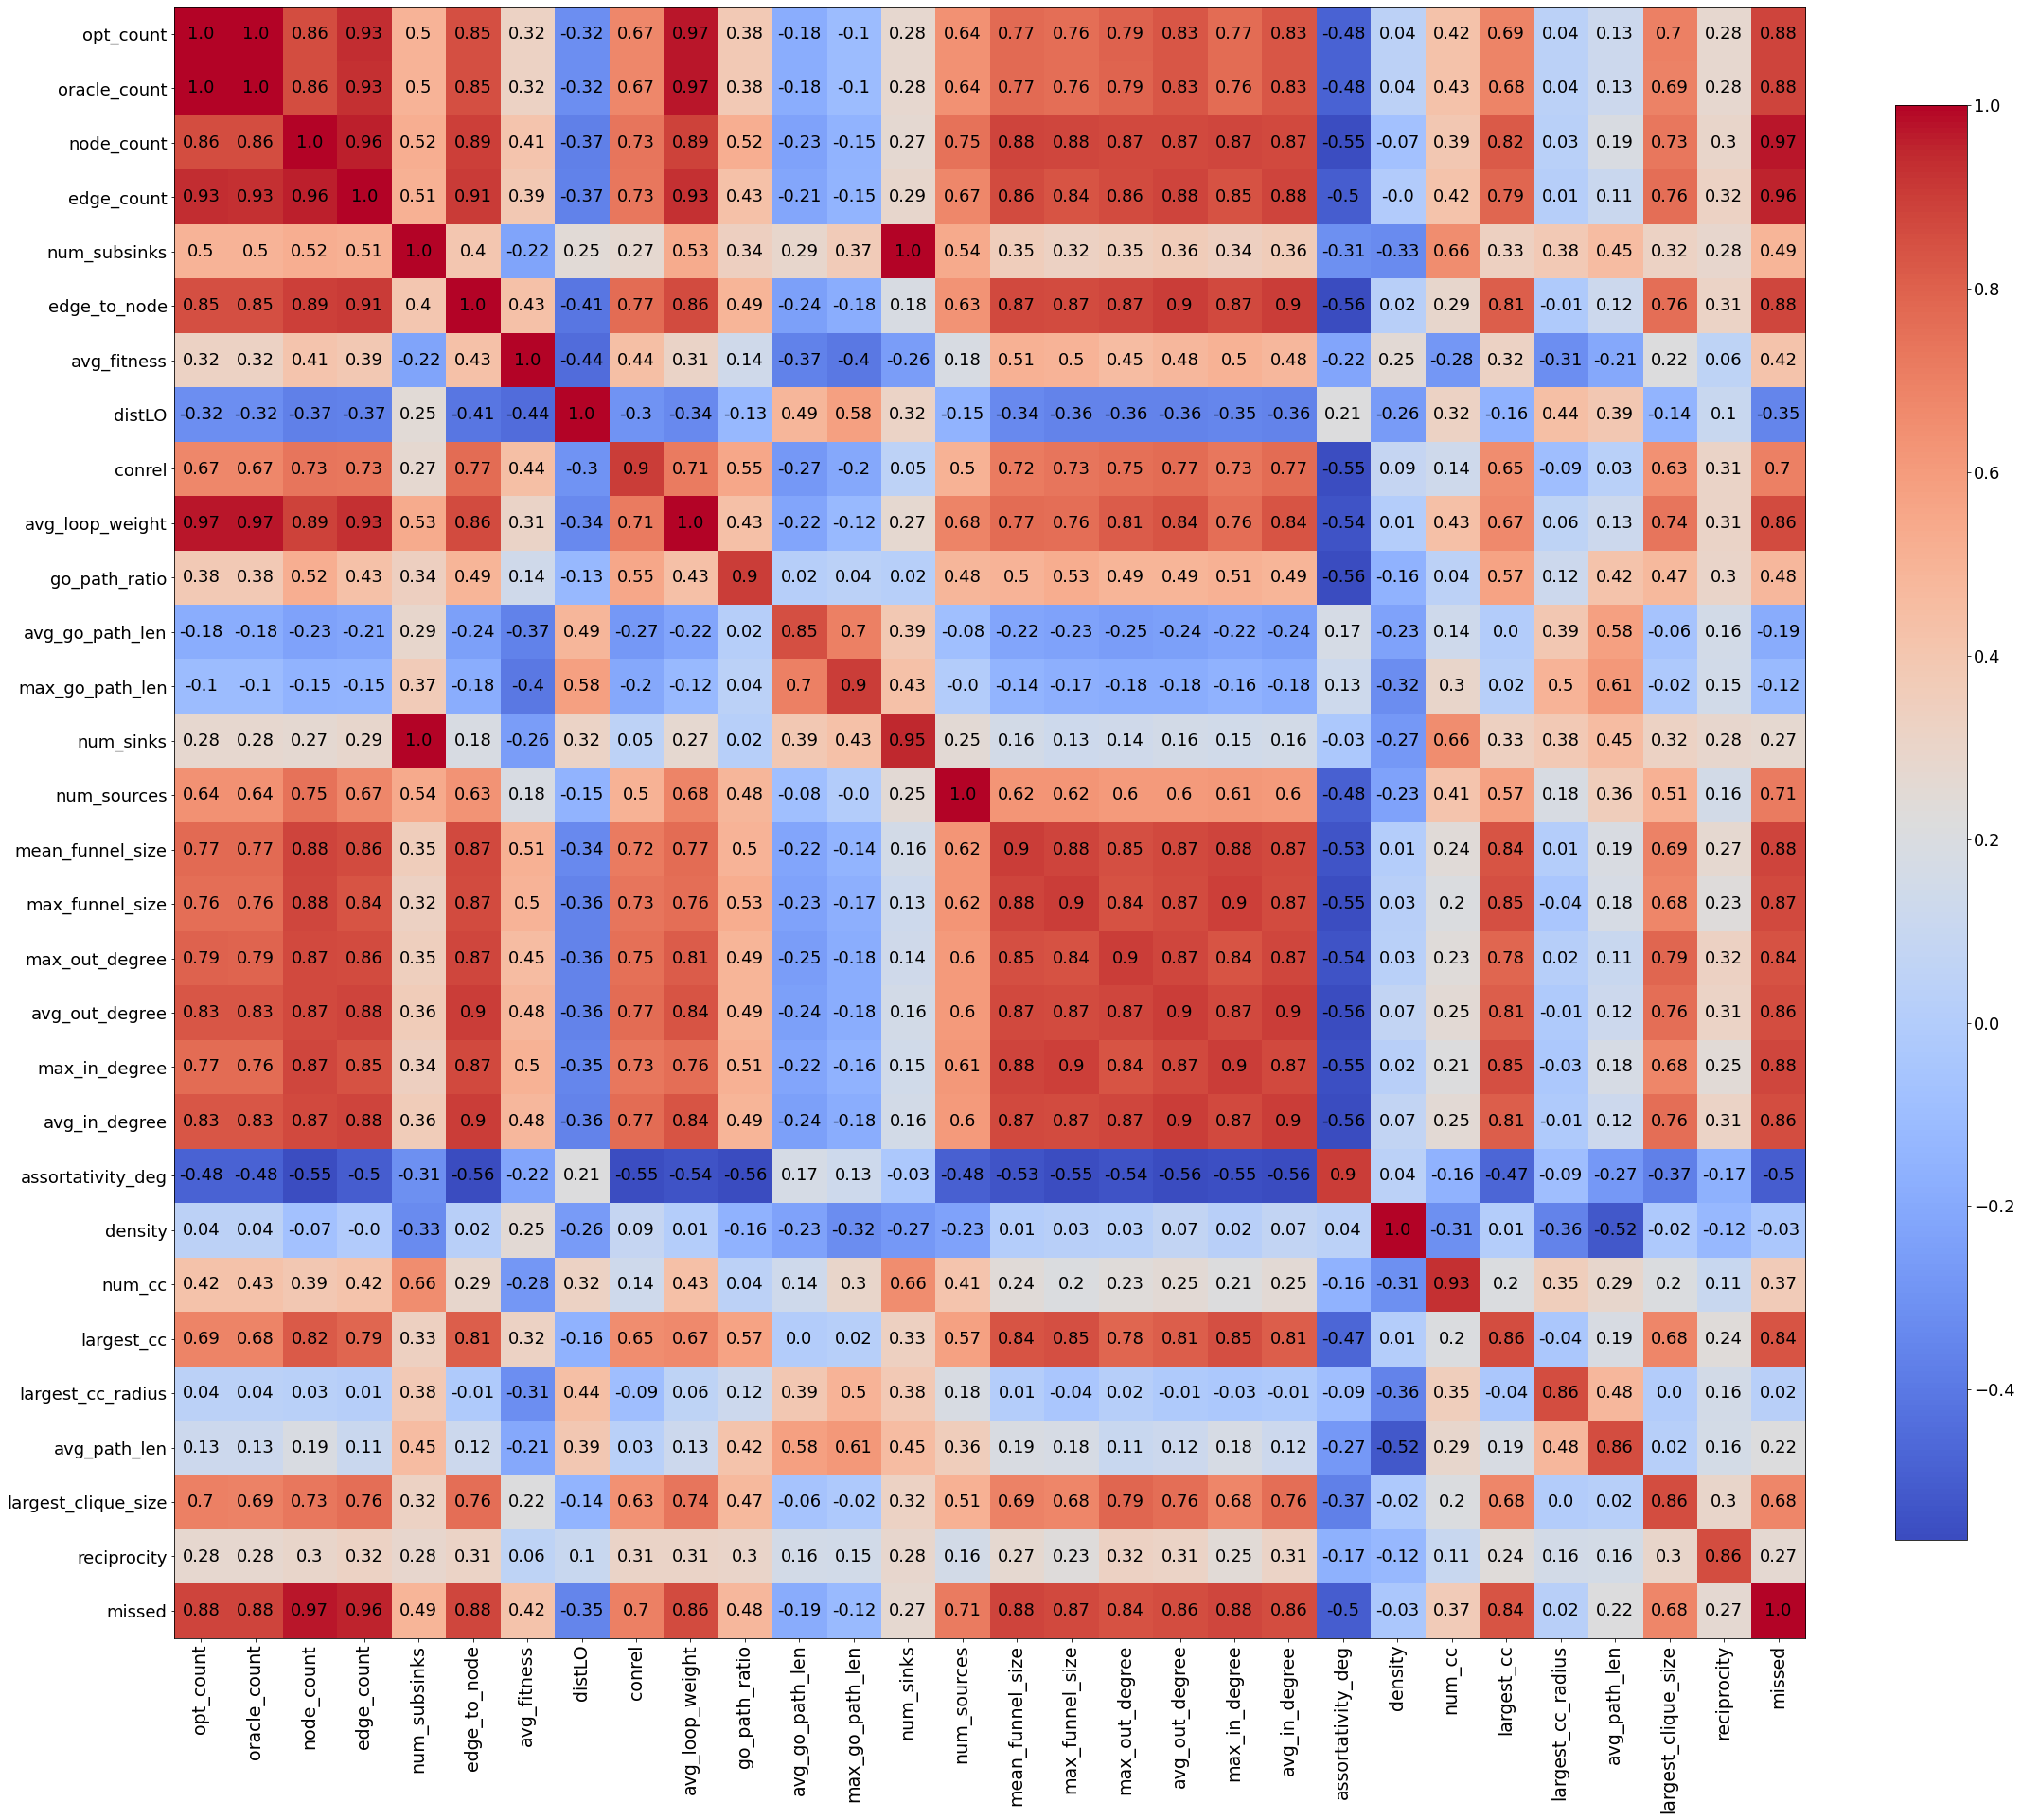 opt_count 1.0 1.0 0.86 0.93 0.5 0.85 0.32 -0.32 0.67 0.97 0.38 -0.18 -0.1 0.28 0.64 0.77 0.76 0.79 0.83 0.77 0.83 -0.48 0.04 0.42 0.69 0.04 0.13 0.7 0.28 0.88
oracle_count 1.0 1.0 0.86 0.93 0.5 0.85 0.32 -0.32 0.67 0.97 0.38 -0.18 -0.1 0.28 0.64 0.77 0.76 0.79 0.83 0.76 0.83 -0.48 0.04 0.43 0.68 0.04 0.13 0.69 0.28 0.88
node_count 0.86 0.86 1.0 0.96 0.52 0.89 0.41 -0.37 0.73 0.89 0.52 -0.23 -0.15 0.27 0.75 0.88 0.88 0.87 0.87 0.87 0.87 -0.55 -0.07 0.39 0.82 0.03 0.19 0.73 0.3 0.97
edge_count 0.93 0.93 0.96 1.0 0.51 0.91 0.39 -0.37 0.73 0.93 0.43 -0.21 -0.15 0.29 0.67 0.86 0.84 0.86 0.88 0.85 0.88 -0.5 -0.0 0.42 0.79 0.01 0.11 0.76 0.32 0.96
num_subsinks 0.5 0.5 0.52 0.51 1.0 0.4 -0.22 0.25 0.27 0.53 0.34 0.29 0.37 1.0 0.54 0.35 0.32 0.35 0.36 0.34 0.36 -0.31 -0.33 0.66 0.33 0.38 0.45 0.32 0.28 0.49
edge_to_node 0.85 0.85 0.89 0.91 0.4 1.0 0.43 -0.41 0.77 0.86 0.49 -0.24 -0.18 0.18 0.63 0.87 0.87 0.87 0.9 0.87 0.9 -0.56 0.02 0.29 0.81 -0.01 0.12 0.76 0.31 0.88
avg_fitness 0.32 0.32 0.41 0.39 -0.22 0.43 1.0 -0.44 0.44 0.31 0.14 -0.37 -0.4 -0.26 0.18 0.51 0.5 0.45 0.48 0.5 0.48 -0.22 0.25 -0.28 0.32 -0.31 -0.21 0.22 0.06 0.42
distLO -0.32 -0.32 -0.37 -0.37 0.25 -0.41 -0.44 1.0 -0.3 -0.34 -0.13 0.49 0.58 0.32 -0.15 -0.34 -0.36 -0.36 -0.36 -0.35 -0.36 0.21 -0.26 0.32 -0.16 0.44 0.39 -0.14 0.1 -0.35
conrel 0.67 0.67 0.73 0.73 0.27 0.77 0.44 -0.3 0.9 0.71 0.55 -0.27 -0.2 0.05 0.5 0.72 0.73 0.75 0.77 0.73 0.77 -0.55 0.09 0.14 0.65 -0.09 0.03 0.63 0.31 0.7
avg_loop_weight 0.97 0.97 0.89 0.93 0.53 0.86 0.31 -0.34 0.71 1.0 0.43 -0.22 -0.12 0.27 0.68 0.77 0.76 0.81 0.84 0.76 0.84 -0.54 0.01 0.43 0.67 0.06 0.13 0.74 0.31 0.86
go_path_ratio 0.38 0.38 0.52 0.43 0.34 0.49 0.14 -0.13 0.55 0.43 0.9 0.02 0.04 0.02 0.48 0.5 0.53 0.49 0.49 0.51 0.49 -0.56 -0.16 0.04 0.57 0.12 0.42 0.47 0.3 0.48
avg_go_path_len -0.18 -0.18 -0.23 -0.21 0.29 -0.24 -0.37 0.49 -0.27 -0.22 0.02 0.85 0.7 0.39 -0.08 -0.22 -0.23 -0.25 -0.24 -0.22 -0.24 0.17 -0.23 0.14 0.0 0.39 0.58 -0.06 0.16 -0.19
max_go_path_len -0.1 -0.1 -0.15 -0.15 0.37 -0.18 -0.4 0.58 -0.2 -0.12 0.04 0.7 0.9 0.43 -0.0 -0.14 -0.17 -0.18 -0.18 -0.16 -0.18 0.13 -0.32 0.3 0.02 0.5 0.61 -0.02 0.15 -0.12
num_sinks 0.28 0.28 0.27 0.29 1.0 0.18 -0.26 0.32 0.05 0.27 0.02 0.39 0.43 0.95 0.25 0.16 0.13 0.14 0.16 0.15 0.16 -0.03 -0.27 0.66 0.33 0.38 0.45 0.32 0.28 0.27
num_sources 0.64 0.64 0.75 0.67 0.54 0.63 0.18 -0.15 0.5 0.68 0.48 -0.08 -0.0 0.25 1.0 0.62 0.62 0.6 0.6 0.61 0.6 -0.48 -0.23 0.41 0.57 0.18 0.36 0.51 0.16 0.71
mean_funnel_size 0.77 0.77 0.88 0.86 0.35 0.87 0.51 -0.34 0.72 0.77 0.5 -0.22 -0.14 0.16 0.62 0.9 0.88 0.85 0.87 0.88 0.87 -0.53 0.01 0.24 0.84 0.01 0.19 0.69 0.27 0.88
max_funnel_size 0.76 0.76 0.88 0.84 0.32 0.87 0.5 -0.36 0.73 0.76 0.53 -0.23 -0.17 0.13 0.62 0.88 0.9 0.84 0.87 0.9 0.87 -0.55 0.03 0.2 0.85 -0.04 0.18 0.68 0.23 0.87
max_out_degree 0.79 0.79 0.87 0.86 0.35 0.87 0.45 -0.36 0.75 0.81 0.49 -0.25 -0.18 0.14 0.6 0.85 0.84 0.9 0.87 0.84 0.87 -0.54 0.03 0.23 0.78 0.02 0.11 0.79 0.32 0.84
avg_out_degree 0.83 0.83 0.87 0.88 0.36 0.9 0.48 -0.36 0.77 0.84 0.49 -0.24 -0.18 0.16 0.6 0.87 0.87 0.87 0.9 0.87 0.9 -0.56 0.07 0.25 0.81 -0.01 0.12 0.76 0.31 0.86
max_in_degree 0.77 0.76 0.87 0.85 0.34 0.87 0.5 -0.35 0.73 0.76 0.51 -0.22 -0.16 0.15 0.61 0.88 0.9 0.84 0.87 0.9 0.87 -0.55 0.02 0.21 0.85 -0.03 0.18 0.68 0.25 0.88
avg_in_degree 0.83 0.83 0.87 0.88 0.36 0.9 0.48 -0.36 0.77 0.84 0.49 -0.24 -0.18 0.16 0.6 0.87 0.87 0.87 0.9 0.87 0.9 -0.56 0.07 0.25 0.81 -0.01 0.12 0.76 0.31 0.86
assortativity_deg -0.48 -0.48 -0.55 -0.5 -0.31 -0.56 -0.22 0.21 -0.55 -0.54 -0.56 0.17 0.13 -0.03 -0.48 -0.53 -0.55 -0.54 -0.56 -0.55 -0.56 0.9 0.04 -0.16 -0.47 -0.09 -0.27 -0.37 -0.17 -0.5
density 0.04 0.04 -0.07 -0.0 -0.33 0.02 0.25 -0.26 0.09 0.01 -0.16 -0.23 -0.32 -0.27 -0.23 0.01 0.03 0.03 0.07 0.02 0.07 0.04 1.0 -0.31 0.01 -0.36 -0.52 -0.02 -0.12 -0.03
num_cc 0.42 0.43 0.39 0.42 0.66 0.29 -0.28 0.32 0.14 0.43 0.04 0.14 0.3 0.66 0.41 0.24 0.2 0.23 0.25 0.21 0.25 -0.16 -0.31 0.93 0.2 0.35 0.29 0.2 0.11 0.37
largest_cc 0.69 0.68 0.82 0.79 0.33 0.81 0.32 -0.16 0.65 0.67 0.57 0.0 0.02 0.33 0.57 0.84 0.85 0.78 0.81 0.85 0.81 -0.47 0.01 0.2 0.86 -0.04 0.19 0.68 0.24 0.84
largest_cc_radius 0.04 0.04 0.03 0.01 0.38 -0.01 -0.31 0.44 -0.09 0.06 0.12 0.39 0.5 0.38 0.18 0.01 -0.04 0.02 -0.01 -0.03 -0.01 -0.09 -0.36 0.35 -0.04 0.86 0.48 0.0 0.16 0.02
avg_path_len 0.13 0.13 0.19 0.11 0.45 0.12 -0.21 0.39 0.03 0.13 0.42 0.58 0.61 0.45 0.36 0.19 0.18 0.11 0.12 0.18 0.12 -0.27 -0.52 0.29 0.19 0.48 0.86 0.02 0.16 0.22
largest_clique_size 0.7 0.69 0.73 0.76 0.32 0.76 0.22 -0.14 0.63 0.74 0.47 -0.06 -0.02 0.32 0.51 0.69 0.68 0.79 0.76 0.68 0.76 -0.37 -0.02 0.2 0.68 0.0 0.02 0.86 0.3 0.68
reciprocity 0.28 0.28 0.3 0.32 0.28 0.31 0.06 0.1 0.31 0.31 0.3 0.16 0.15 0.28 0.16 0.27 0.23 0.32 0.31 0.25 0.31 -0.17 -0.12 0.11 0.24 0.16 0.16 0.3 0.86 0.27
missed 0.88 0.88 0.97 0.96 0.49 0.88 0.42 -0.35 0.7 0.86 0.48 -0.19 -0.12 0.27 0.71 0.88 0.87 0.84 0.86 0.88 0.86 -0.5 -0.03 0.37 0.84 0.02 0.22 0.68 0.27 1.0
opt_count
oracle_count
node_count
edge_count
num_subsinks
edge_to_node
avg_fitness
distLO
conrel
avg_loop_weight
go_path_ratio
avg_go_path_len
max_go_path_len
num_sinks
num_sources
mean_funnel_size
max_funnel_size
max_out_degree
avg_out_degree
max_in_degree
avg_in_degree
assortativity_deg
density
num_cc
largest_cc
largest_cc_radius
avg_path_len
largest_clique_size
reciprocity
missed
1.0
0.8
0.6
0.4
0.2
0.0
−0.2
−0.4